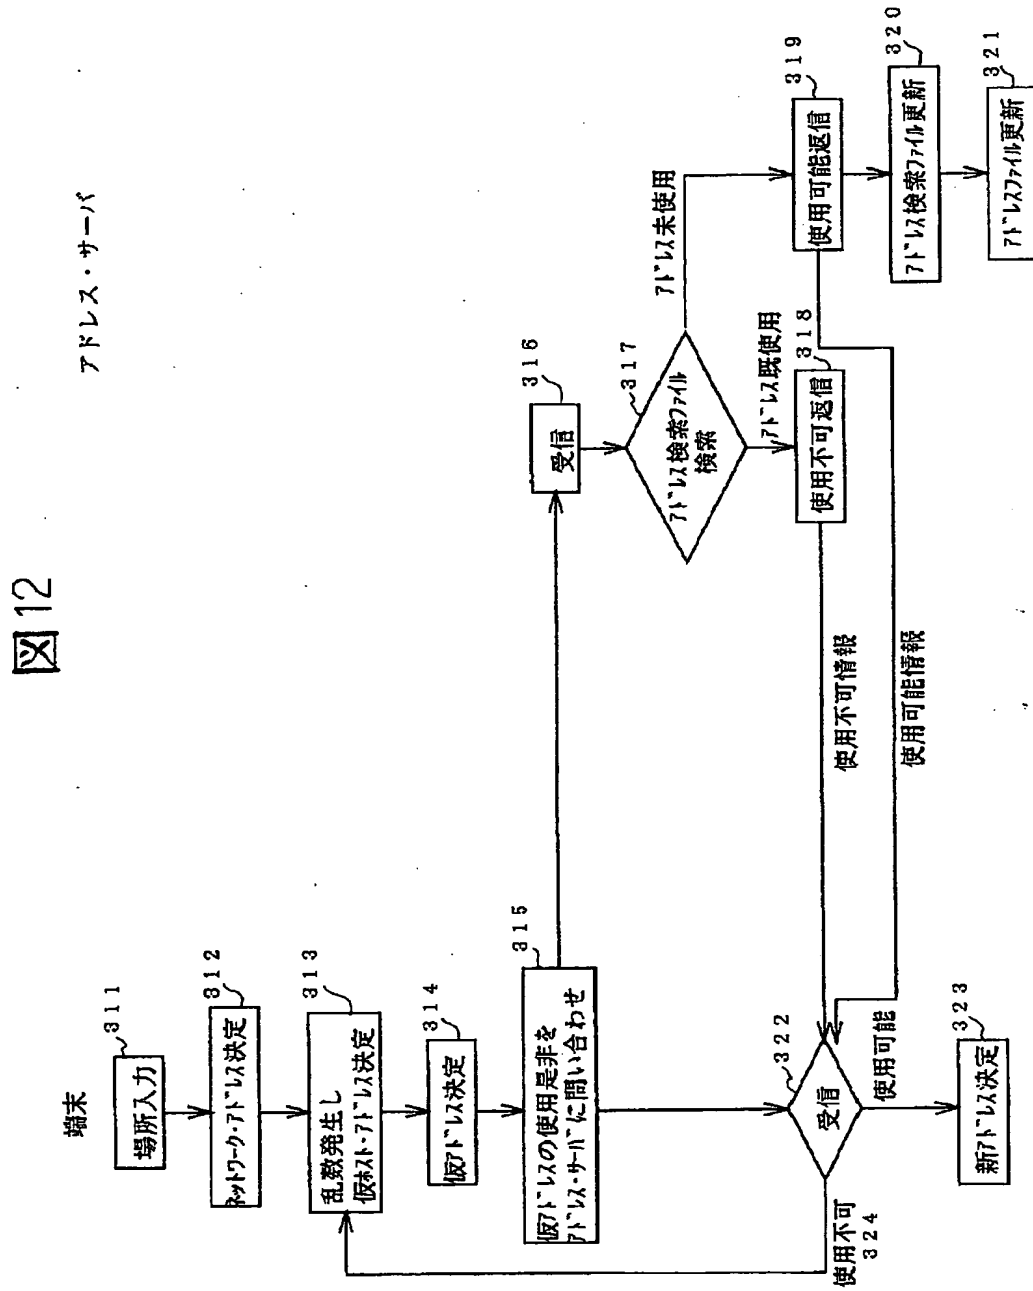 図12
端末
アドレス・サーバ
311
場所入力
312
ネットワーク・アドレス決定
313
乱数発生し
仮ホスト・アドレス決定
314
仮アドレス決定
315
仮アドレスの使用是非を
アドレス・サーバに問い合わせ
316
受信
317
アドレス検索ファイル
検索
アドレス未使用
アドレス既使用
318
使用不可返信
319
使用可能返信
320
アドレス検索ファイル更新
321
アドレスファイル更新
使用不可情報
使用可能情報
322
受信
使用可能
323
新アドレス決定
使用不可
324